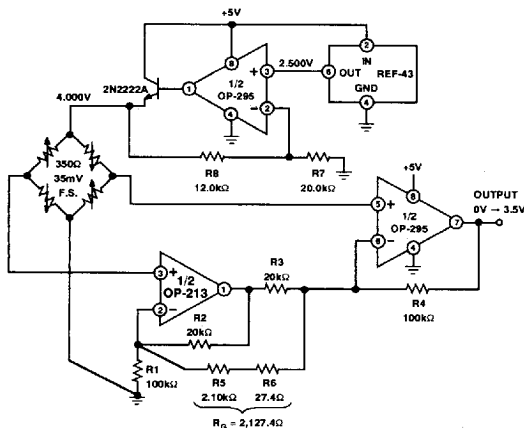 +5V
2
IN
2N2222A
8
2.500V
1
1/2
OP-295
3
+
6
OUT
REF-43
2
−
GND
4
4
4.000V
350Ω
35mV
F.S.
R8
12.0kΩ
R7
20.0kΩ
+5V
OUTPUT
0V → 3.5V
5
+
8
1/2
OP-295
7
6
−
4
3
+
1/2
OP-213
1
2
−
R3
20kΩ
R4
100kΩ
R2
20kΩ
R1
100kΩ
R5
2.10kΩ
R6
27.4Ω
RG = 2,127.4Ω